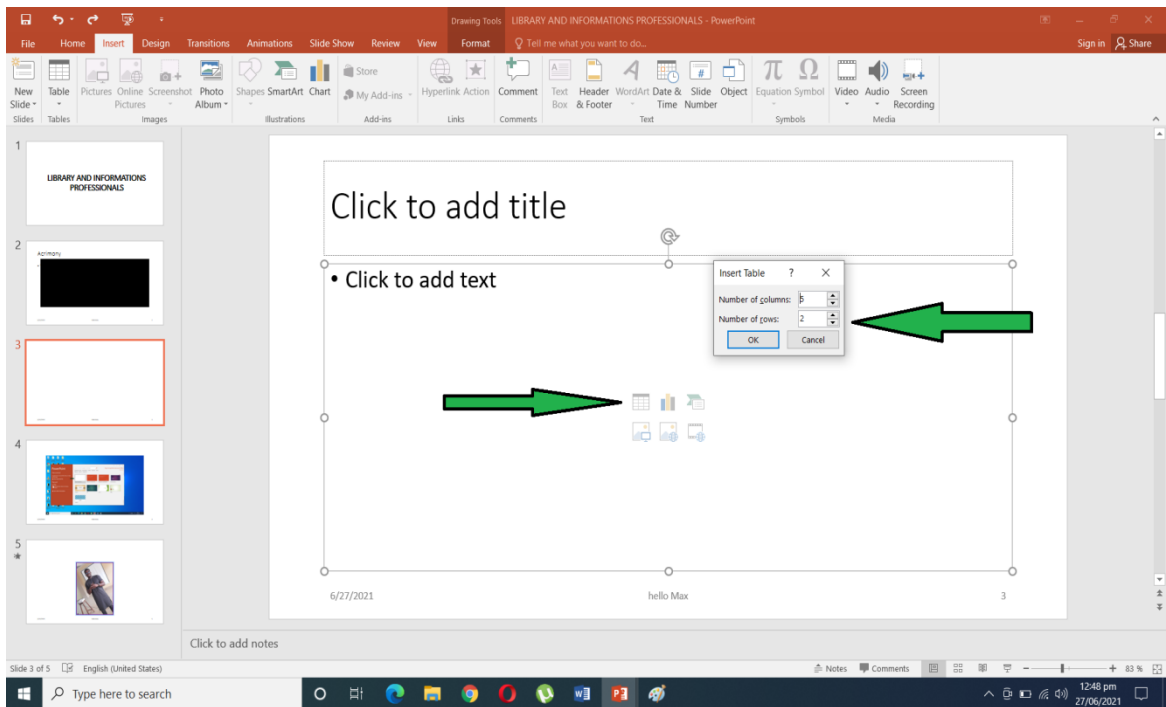 Drawing Tools
LIBRARY AND INFORMATIONS PROFESSIONALS - PowerPoint
File Home Insert Design Transitions Animations Slide Show Review View Format Tell me what you want to do... Sign in Share
New Slide
Table
Pictures
Online Pictures
Screenshot
Photo Album
Shapes
SmartArt
Chart
Store
My Add-ins
Hyperlink
Action
Comment
Text Box
Header & Footer
WordArt
Date & Time
Slide Number
Object
Equation
Symbol
Video
Audio
Screen Recording
Slides Tables Images Illustrations Add-ins Links Comments Text Symbols Media
1
LIBRARY AND INFORMATIONS
PROFESSIONALS
2
Acrimony
3
4
5
Click to add title
• Click to add text
Insert Table ?
Number of columns: 5
Number of rows: 2
OK Cancel
6/27/2021 hello Max 3
Click to add notes
Slide 3 of 5 English (United States) Notes Comments 83 %
Type here to search
12:48 pm
27/06/2021